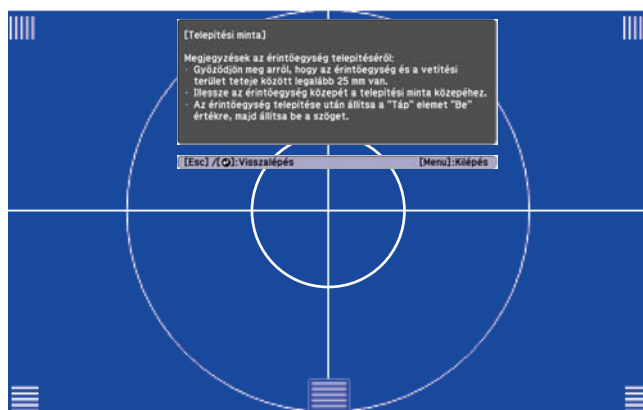 [Telepítési minta]
Megjegyzések az érintőegység telepítéséről:
· Győződjön meg arról, hogy az érintőegység és a vetítési
terület teteje között legalább 25 mm van.
· Illessze az érintőegység közepét a telepítési minta közepéhez.
· Az érintőegység telepítése után állítsa a "Táp" elemet "Be"
értékre, majd állítsa be a szöget.
[Esc] /[⮐]:Visszalépés [Menu]:Kilépés